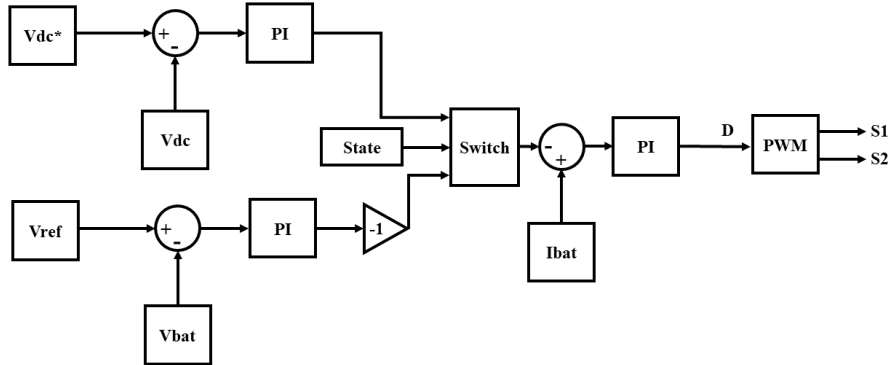 Vdc*
+
-
PI
Vdc
State
Switch
-
+
PI
D
PWM
S1
S2
Vref
+
-
PI
-1
Ibat
Vbat